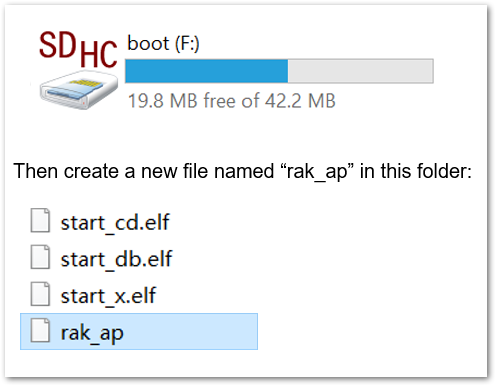 SDHC
boot (F:)
19.8 MB free of 42.2 MB
Then create a new file named “rak_ap” in this folder:
start_cd.elf
start_db.elf
start_x.elf
rak_ap